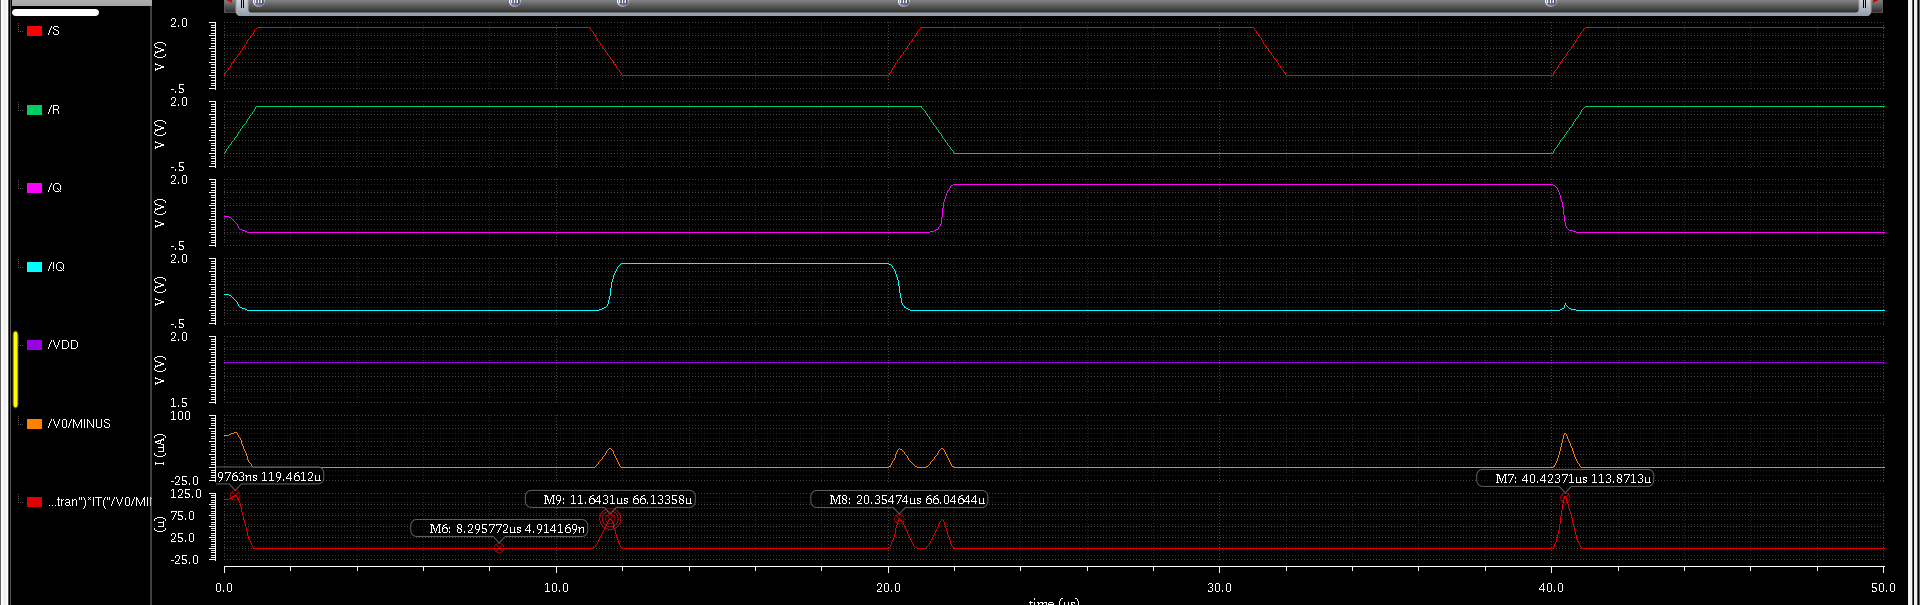 /S
2.0
V (V)
-.5
/R
2.0
V (V)
-.5
/Q
2.0
V (V)
-.5
/IQ
2.0
V (V)
-.5
/VDD
2.0
V (V)
1.5
/V0/MINUS
100
I (uA)
-25.0
9763ns 119.4612u
M7: 40.42371us 113.8713u
...tran")*IT("/V0/MI
125.0
75.0
25.0
-25.0
(u)
M9: 11.6431us 66.13358u
M8: 20.35474us 66.04644u
M6: 8.295772us 4.914169n
0.0 10.0 20.0 30.0 40.0 50.0
time (us)